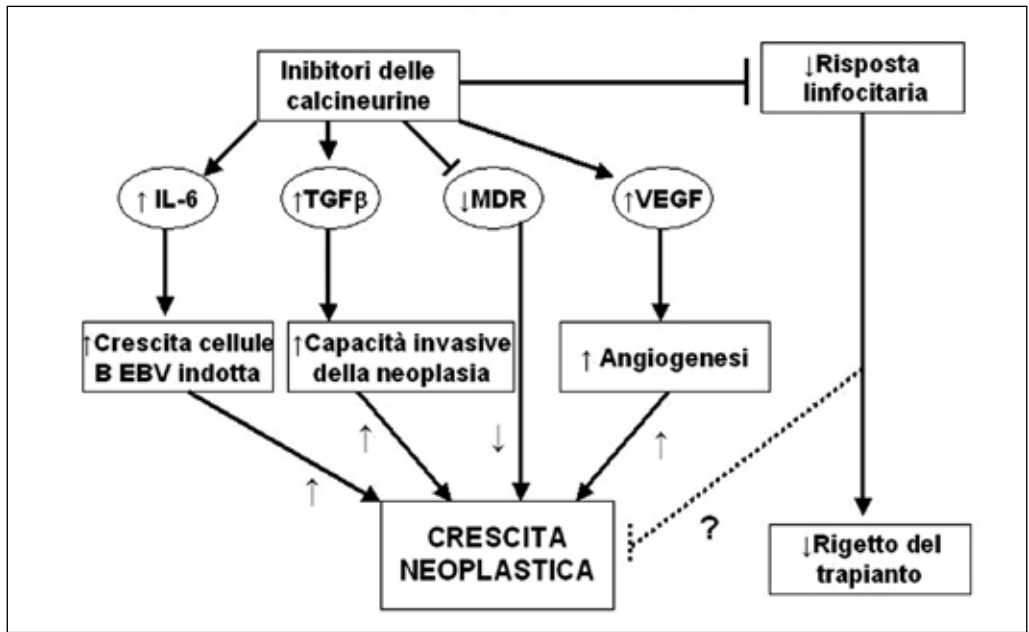 Inibitori delle
calcineurine
↓Risposta
linfocitaria
↑ IL-6
↑TGFβ
↓MDR
↑VEGF
↑Crescita cellule
B EBV indotta
↑Capacità invasive
della neoplasia
↑ Angiogenesi
↑
↑
↓
↑
?
CRESCITA
NEOPLASTICA
↓Rigetto del
trapianto